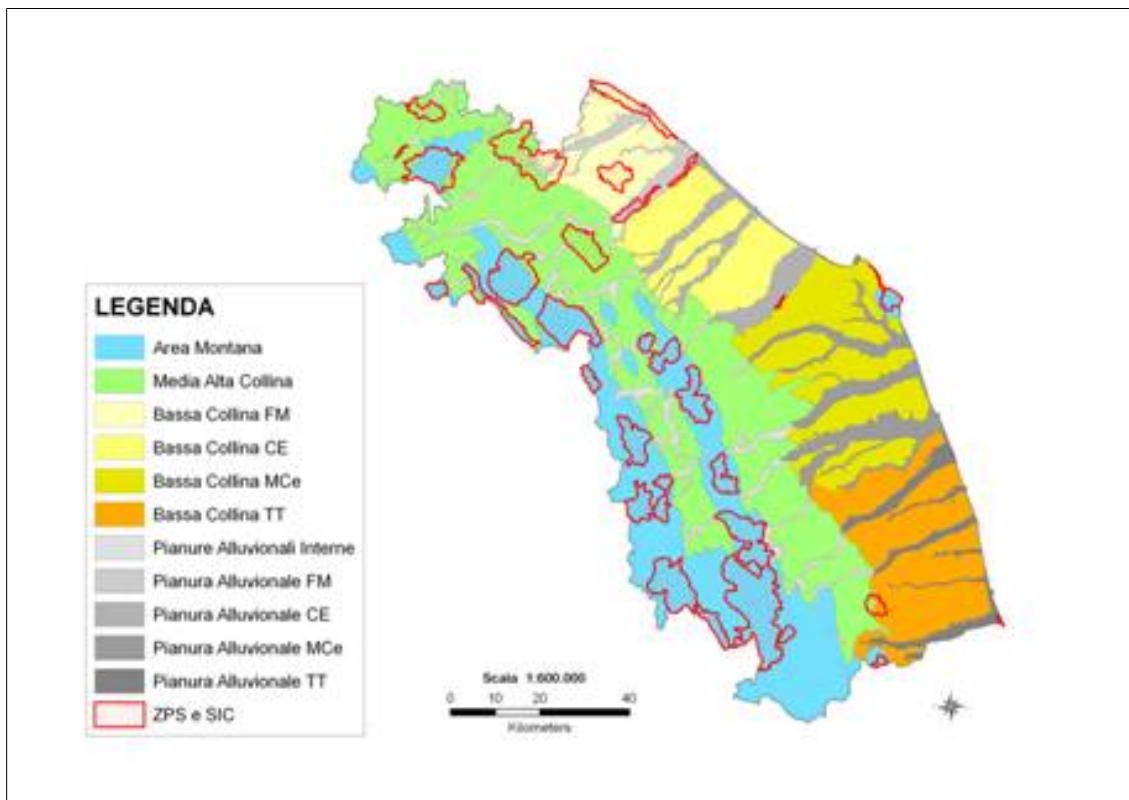 LEGENDA
Area Montana
Media Alta Collina
Bassa Collina FM
Bassa Collina CE
Bassa Collina MCe
Bassa Collina TT
Pianure Alluvionali Interne
Pianura Alluvionale FM
Pianura Alluvionale CE
Pianura Alluvionale MCe
Pianura Alluvionale TT
ZPS e SIC
Scala 1:600.000
0 10 20 40
Kilometers